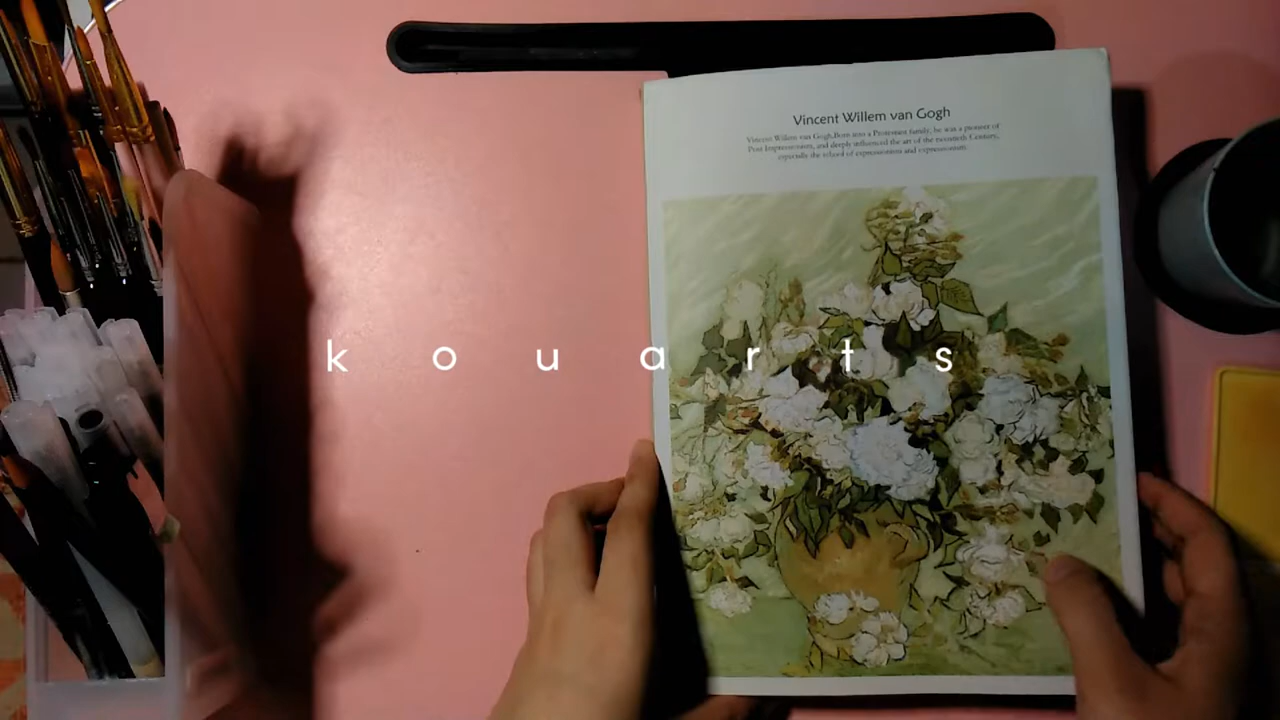 Vincent Willem van Gogh
Vincent Willem van Gogh,Born into a Protestant family, he was a pioneer of
Post Impressionism, and deeply influenced the art of the twentieth Century,
especially the school of expressionists and expressionism.
k o u a r t s